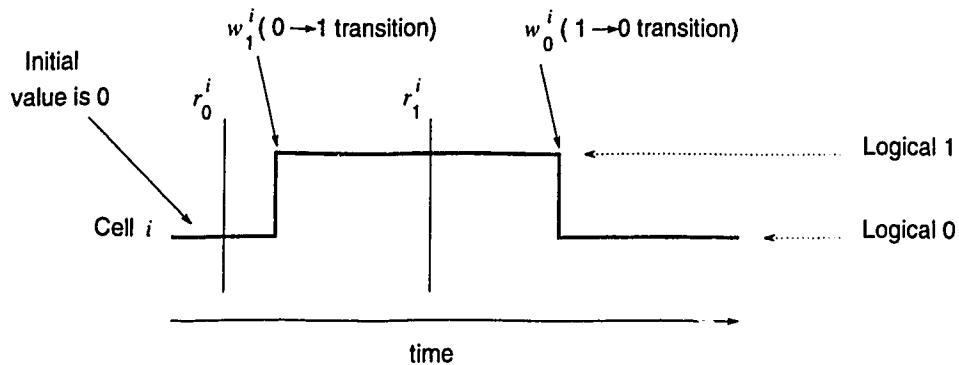 w₁ⁱ ( 0 → 1 transition)
w₀ⁱ ( 1 → 0 transition)
Initial
value is 0
r₀ⁱ
r₁ⁱ
Logical 1
Cell i
Logical 0
time